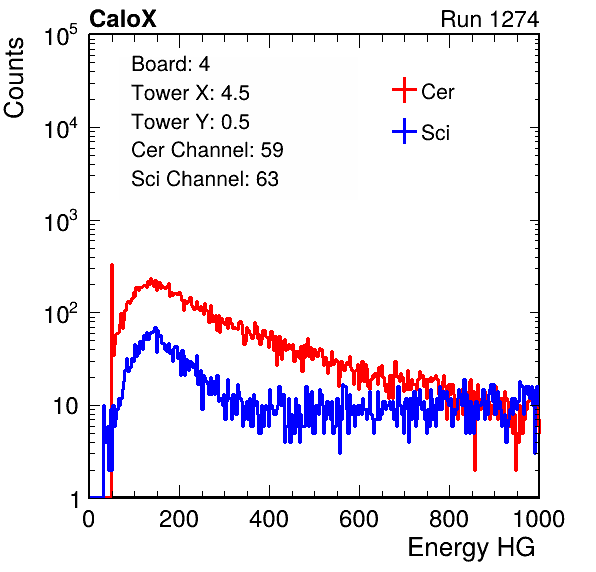 CaloX Run 1274
Counts
Board: 4
Tower X: 4.5
Tower Y: 0.5
Cer Channel: 59
Sci Channel: 63
Cer
Sci
10^5
10^4
10^3
10^2
10
1
0 200 400 600 800 1000
Energy HG